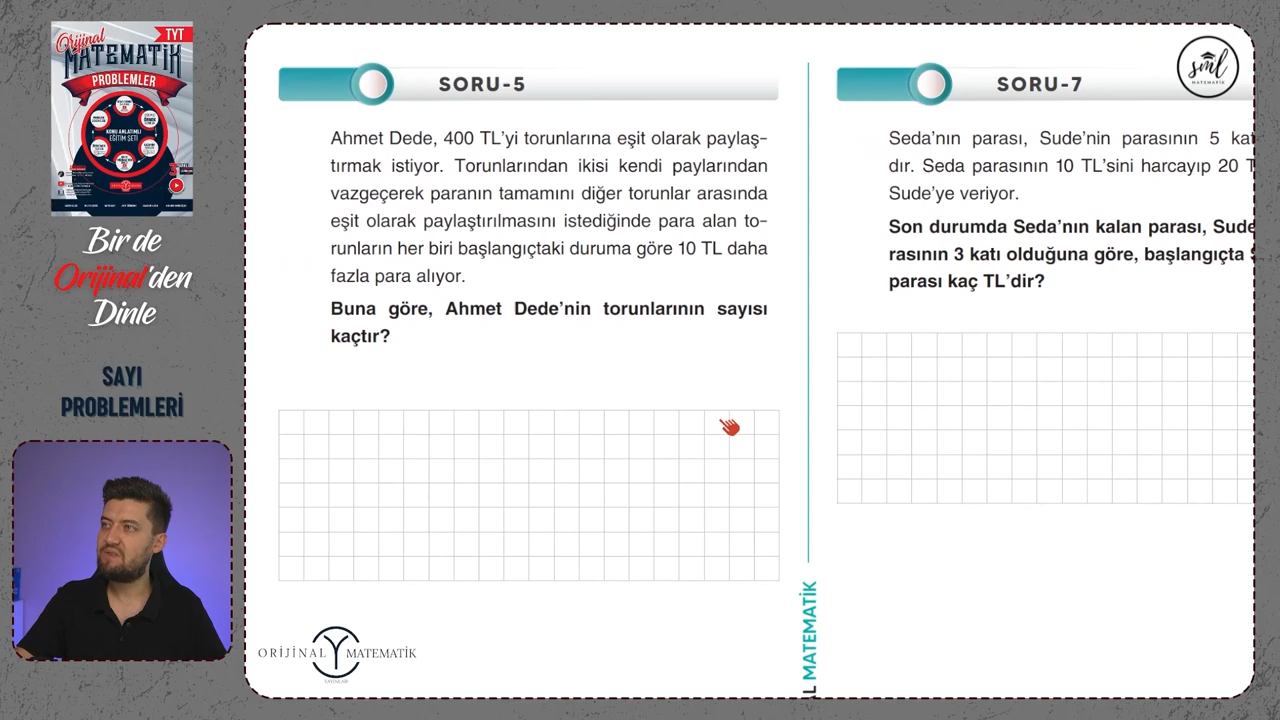 TYT
Orijinal
MATEMATİK
PROBLEMLER
KONU ANLATIMLI
EĞİTİM SETİ
Bir de
Orijinal'den
Dinle
SAYI
PROBLEMLERİ
SORU-5
Ahmet Dede, 400 TL’yi torunlarına eşit olarak paylaş-
tırmak istiyor. Torunlarından ikisi kendi paylarından
vazgeçerek paranın tamamını diğer torunlar arasında
eşit olarak paylaştırılmasını istediğinde para alan to-
runların her biri başlangıçtaki duruma göre 10 TL daha
fazla para alıyor.
Buna göre, Ahmet Dede’nin torunlarının sayısı
kaçtır?
ORİJİNAL MATEMATİK
YAYINLARI
AL MATEMATİK
SORU-7
Seda’nın parası, Sude’nin parasının 5 kat
dır. Seda parasının 10 TL’sini harcayıp 20 T
Sude’ye veriyor.
Son durumda Seda’nın kalan parası, Sude
rasının 3 katı olduğuna göre, başlangıçta S
parası kaç TL’dir?
sml
MATEMATİK